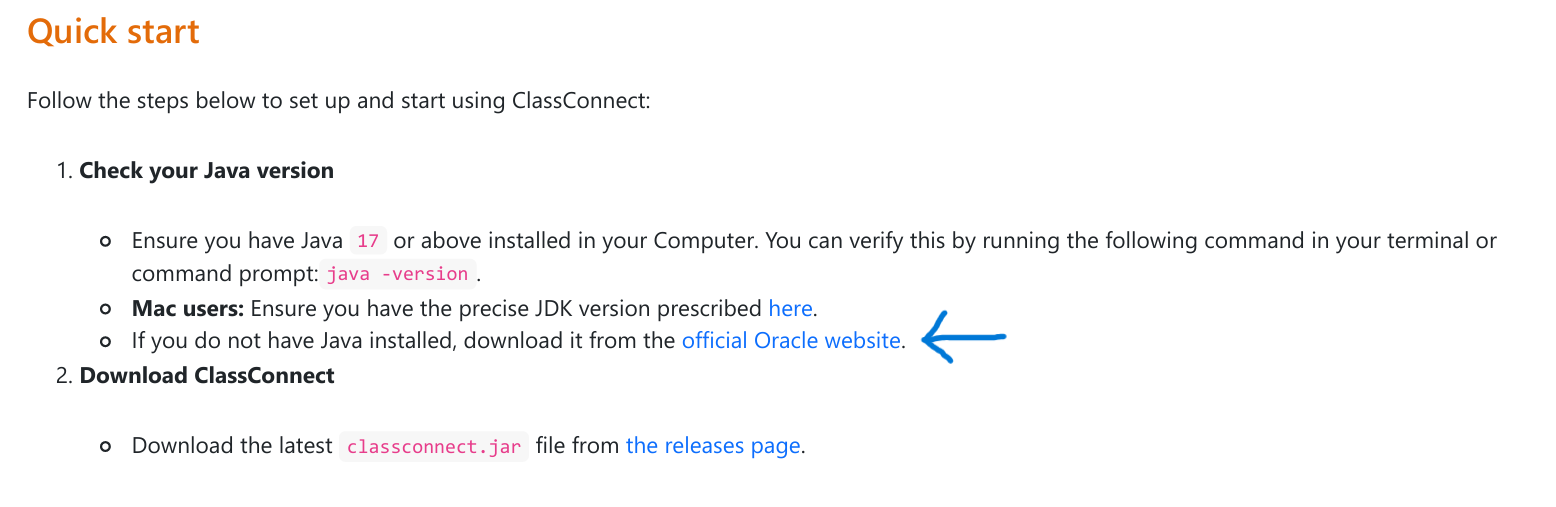 Quick start
Follow the steps below to set up and start using ClassConnect:
1. Check your Java version
Ensure you have Java 17 or above installed in your Computer. You can verify this by running the following command in your terminal or
command prompt: java -version.
Mac users: Ensure you have the precise JDK version prescribed here.
If you do not have Java installed, download it from the official Oracle website.
2. Download ClassConnect
Download the latest classconnect.jar file from the releases page.